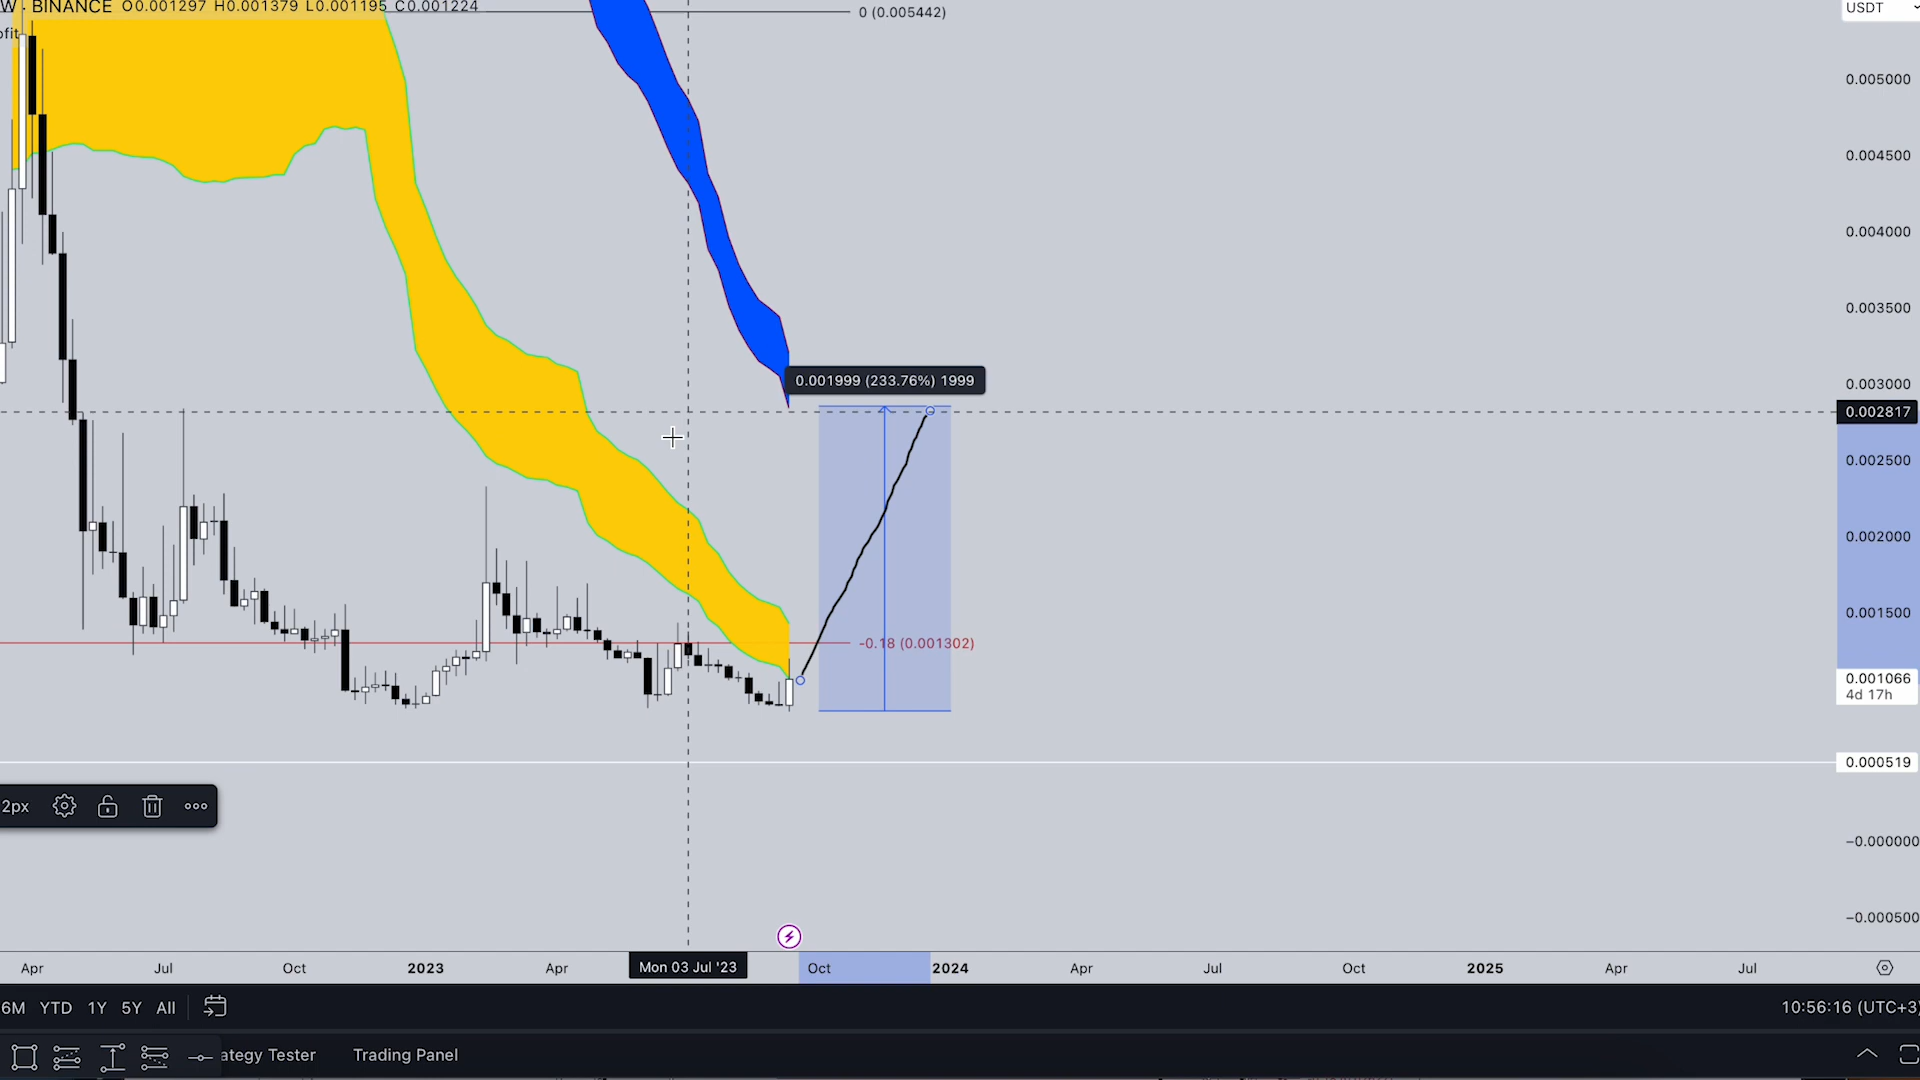 W · BINANCE O0.001297 H0.001379 L0.001195 C0.001224
ofit
0 (0.005442)
USDT
0.005000
0.004500
0.004000
0.003500
0.003000
0.002817
0.002500
0.002000
0.001500
0.001066
4d 17h
0.000519
−0.000000
−0.000500
0.001999 (233.76%) 1999
-0.18 (0.001302)
2px
Apr Jul Oct 2023 Apr Mon 03 Jul '23 Oct 2024 Apr Jul Oct 2025 Apr Jul
6M YTD 1Y 5Y All
10:56:16 (UTC+3)
ategy Tester Trading Panel